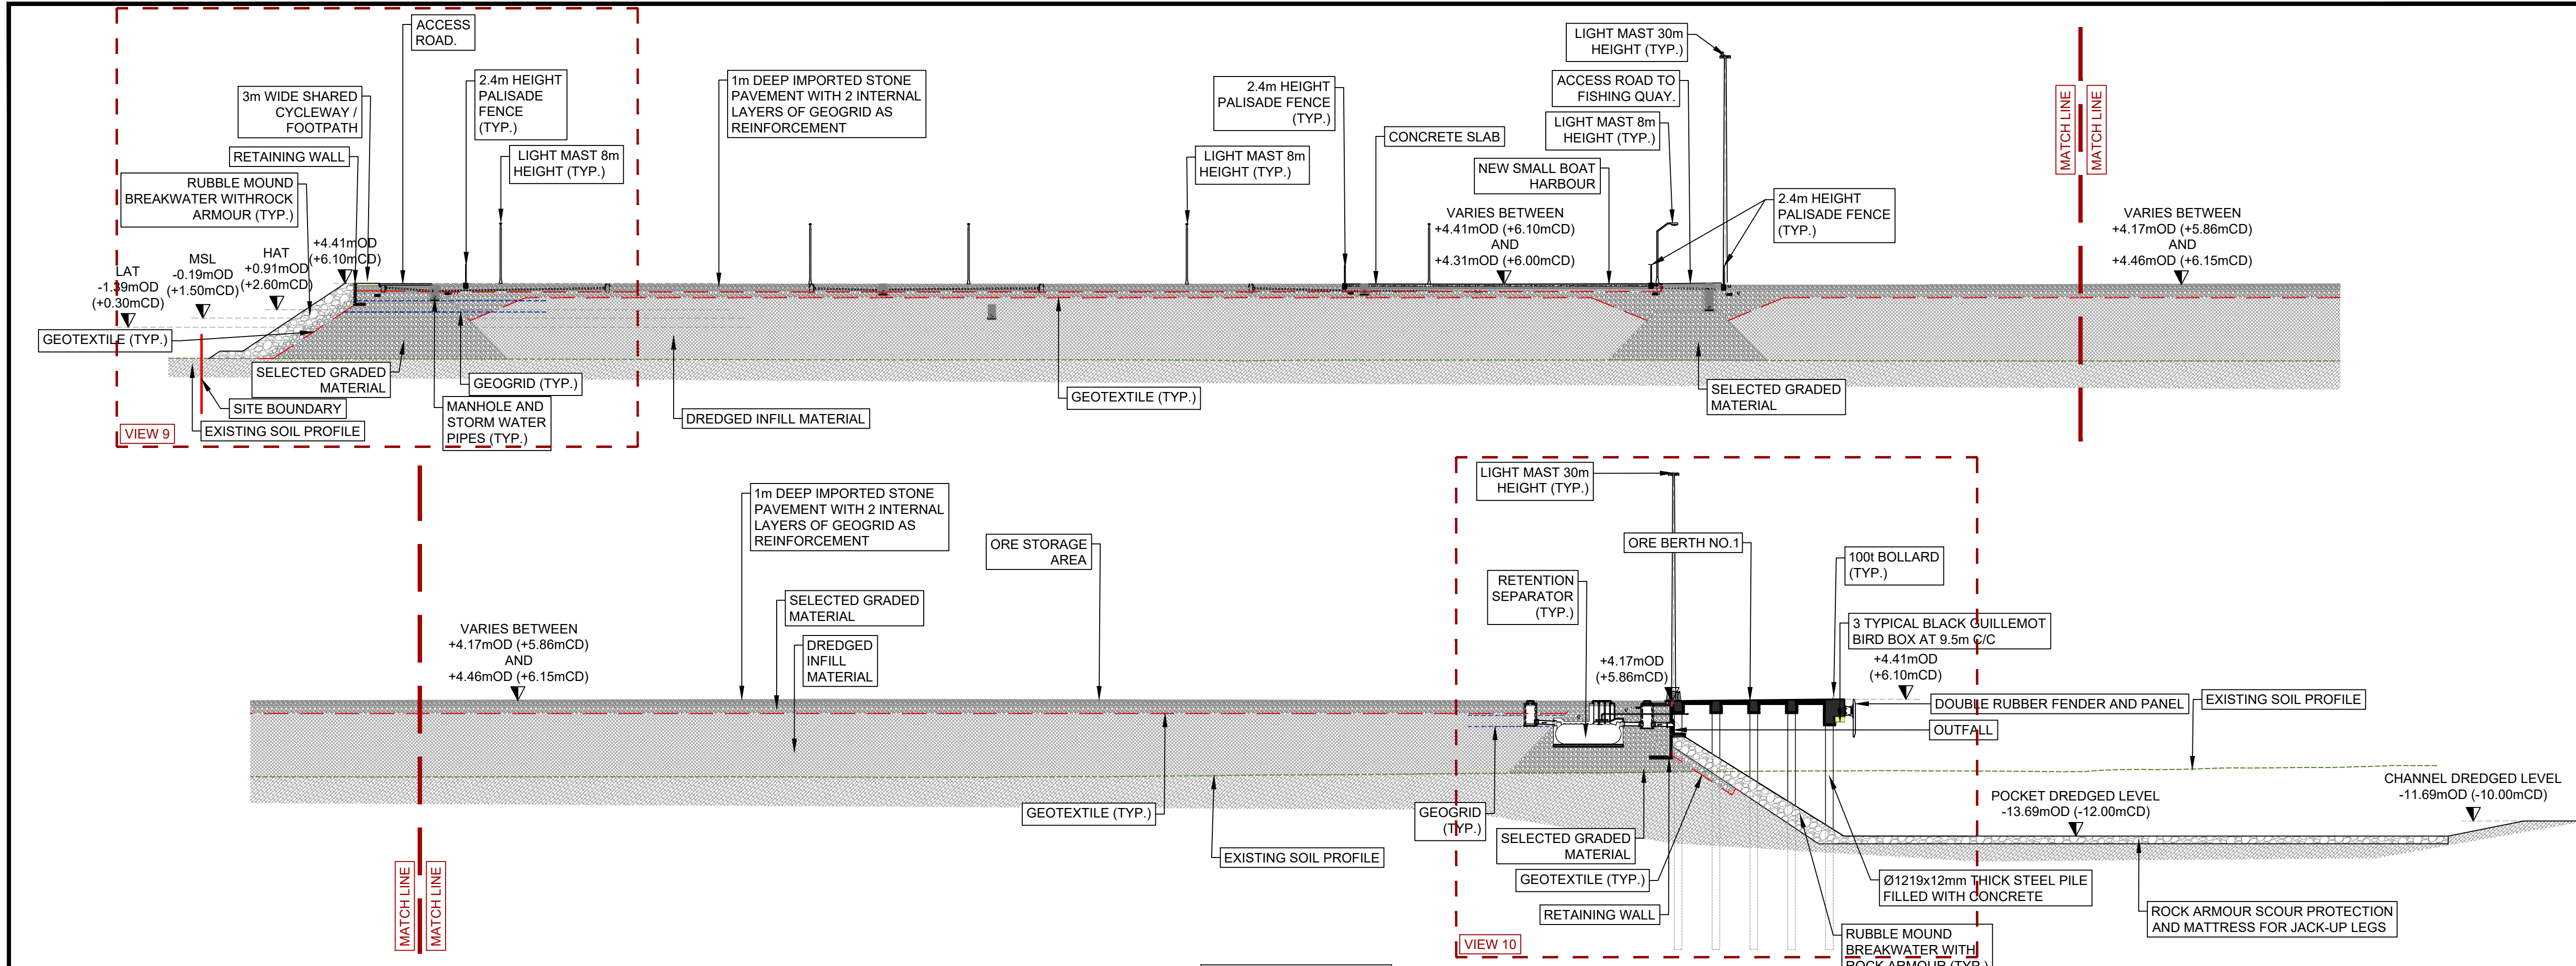 ACCESS
ROAD.
3m WIDE SHARED
CYCLEWAY /
FOOTPATH
2.4m HEIGHT
PALISADE
FENCE
(TYP.)
1m DEEP IMPORTED STONE
PAVEMENT WITH 2 INTERNAL
LAYERS OF GEOGRID AS
REINFORCEMENT
RETAINING WALL
LIGHT MAST 8m
HEIGHT (TYP.)
RUBBLE MOUND
BREAKWATER WITHROCK
ARMOUR (TYP.)
LAT
-1.39mOD
(+0.30mCD)
MSL
-0.19mOD
(+1.50mCD)
HAT
+0.91mOD
(+2.60mCD)
+4.41mOD
(+6.10mCD)
GEOTEXTILE (TYP.)
SELECTED GRADED
MATERIAL
SITE BOUNDARY
EXISTING SOIL PROFILE
VIEW 9
GEOGRID (TYP.)
MANHOLE AND
STORM WATER
PIPES (TYP.)
DREDGED INFILL MATERIAL
GEOTEXTILE (TYP.)
LIGHT MAST 8m
HEIGHT (TYP.)
2.4m HEIGHT
PALISADE FENCE
(TYP.)
CONCRETE SLAB
LIGHT MAST 30m
HEIGHT (TYP.)
ACCESS ROAD TO
FISHING QUAY.
LIGHT MAST 8m
HEIGHT (TYP.)
NEW SMALL BOAT
HARBOUR
VARIES BETWEEN
+4.41mOD (+6.10mCD)
AND
+4.31mOD (+6.00mCD)
2.4m HEIGHT
PALISADE FENCE
(TYP.)
SELECTED GRADED
MATERIAL
MATCH LINE
MATCH LINE
VARIES BETWEEN
+4.17mOD (+5.86mCD)
AND
+4.46mOD (+6.15mCD)
MATCH LINE
MATCH LINE
VARIES BETWEEN
+4.17mOD (+5.86mCD)
AND
+4.46mOD (+6.15mCD)
1m DEEP IMPORTED STONE
PAVEMENT WITH 2 INTERNAL
LAYERS OF GEOGRID AS
REINFORCEMENT
SELECTED GRADED
MATERIAL
DREDGED
INFILL
MATERIAL
ORE STORAGE
AREA
GEOTEXTILE (TYP.)
EXISTING SOIL PROFILE
LIGHT MAST 30m
HEIGHT (TYP.)
ORE BERTH NO.1
RETENTION
SEPARATOR
(TYP.)
+4.17mOD
(+5.86mCD)
100t BOLLARD
(TYP.)
3 TYPICAL BLACK GUILLEMOT
BIRD BOX AT 9.5m C/C
+4.41mOD
(+6.10mCD)
DOUBLE RUBBER FENDER AND PANEL
EXISTING SOIL PROFILE
OUTFALL
GEOGRID
(TYP.)
SELECTED GRADED
MATERIAL
GEOTEXTILE (TYP.)
RETAINING WALL
VIEW 10
POCKET DREDGED LEVEL
-13.69mOD (-12.00mCD)
CHANNEL DREDGED LEVEL
-11.69mOD (-10.00mCD)
Ø1219x12mm THICK STEEL PILE
FILLED WITH CONCRETE
RUBBLE MOUND
BREAKWATER WITH
ROCK ARMOUR (TYP.)
ROCK ARMOUR SCOUR PROTECTION
AND MATTRESS FOR JACK-UP LEGS